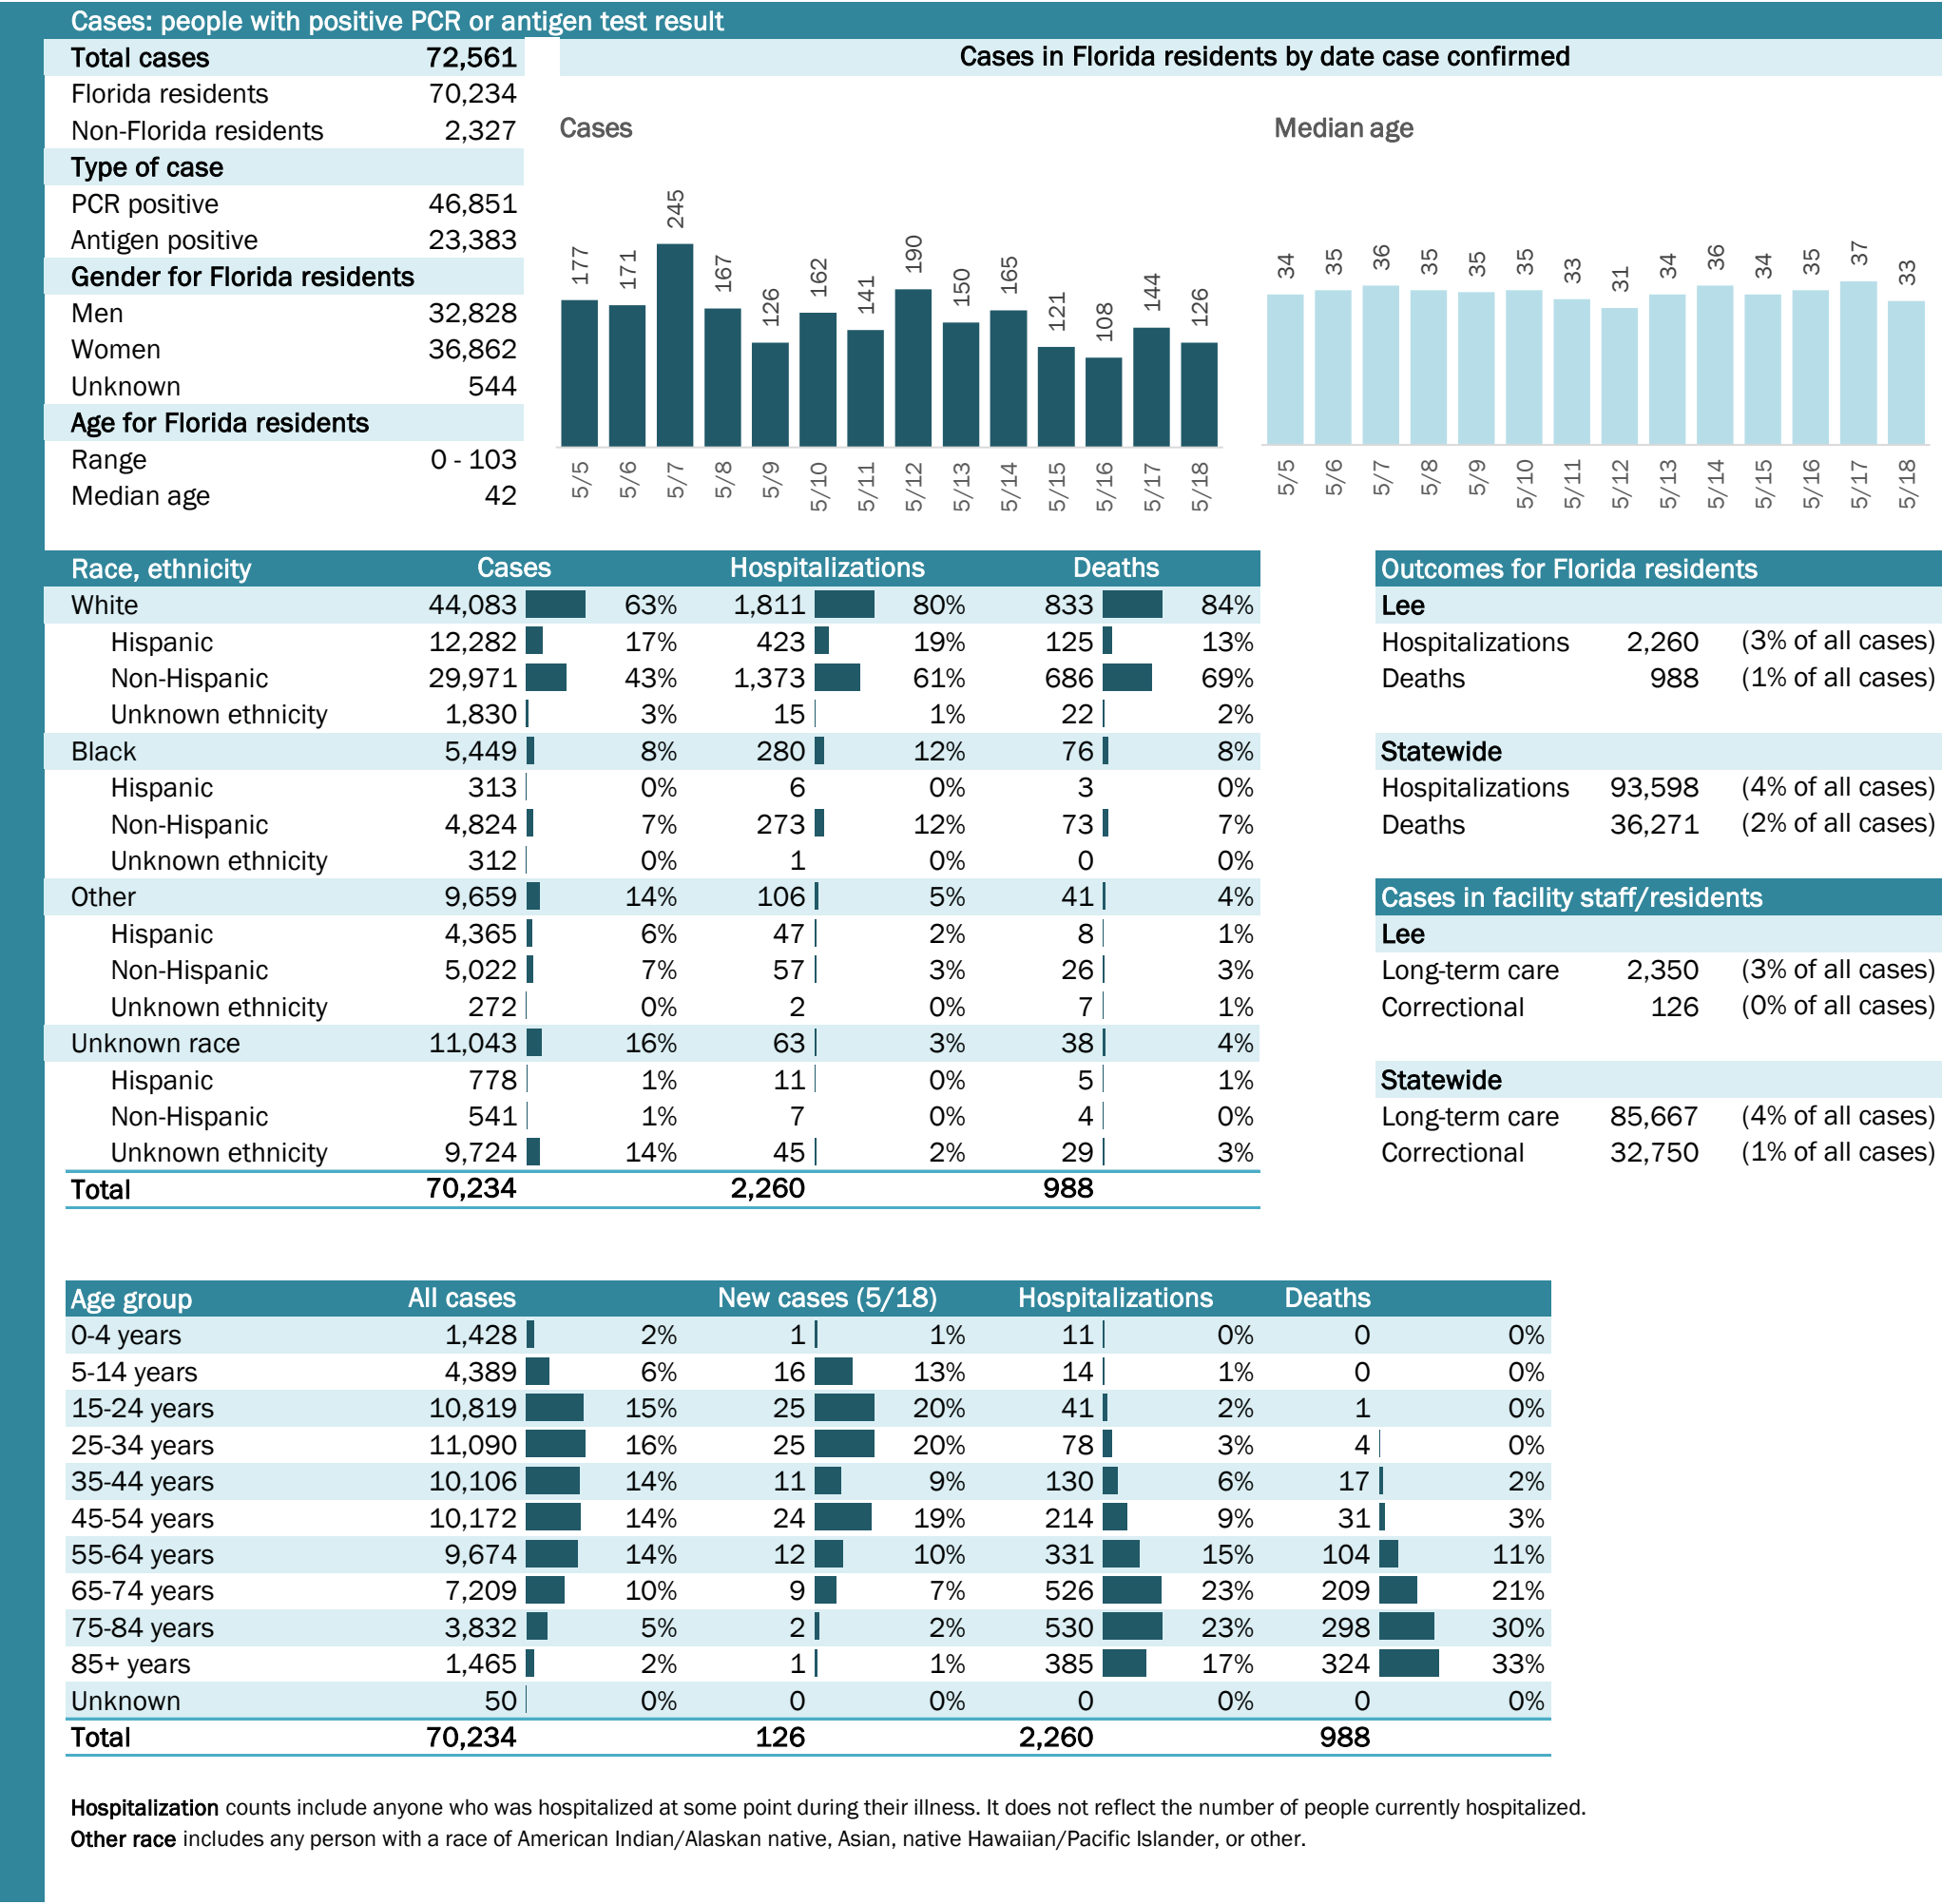 Cases: people with positive PCR or antigen test result
Total cases 72,561
Florida residents 70,234
Non-Florida residents 2,327
Type of case
PCR positive 46,851
Antigen positive 23,383
Gender for Florida residents
Men 32,828
Women 36,862
Unknown 544
Age for Florida residents
Range 0 - 103
Median age 42
Cases in Florida residents by date case confirmed
Cases
177 171 245 167 126 162 141 190 150 165 121 108 144 126
5/5 5/6 5/7 5/8 5/9 5/10 5/11 5/12 5/13 5/14 5/15 5/16 5/17 5/18
Median age
34 35 36 35 35 35 33 31 34 36 34 35 37 33
5/5 5/6 5/7 5/8 5/9 5/10 5/11 5/12 5/13 5/14 5/15 5/16 5/17 5/18
Race, ethnicity Cases Hospitalizations Deaths
White 44,083 63% 1,811 80% 833 84%
Hispanic 12,282 17% 423 19% 125 13%
Non-Hispanic 29,971 43% 1,373 61% 686 69%
Unknown ethnicity 1,830 3% 15 1% 22 2%
Black 5,449 8% 280 12% 76 8%
Hispanic 313 0% 6 0% 3 0%
Non-Hispanic 4,824 7% 273 12% 73 7%
Unknown ethnicity 312 0% 1 0% 0 0%
Other 9,659 14% 106 5% 41 4%
Hispanic 4,365 6% 47 2% 8 1%
Non-Hispanic 5,022 7% 57 3% 26 3%
Unknown ethnicity 272 0% 2 0% 7 1%
Unknown race 11,043 16% 63 3% 38 4%
Hispanic 778 1% 11 0% 5 1%
Non-Hispanic 541 1% 7 0% 4 0%
Unknown ethnicity 9,724 14% 45 2% 29 3%
Total 70,234 2,260 988
Outcomes for Florida residents
Lee
Hospitalizations 2,260 (3% of all cases)
Deaths 988 (1% of all cases)
Statewide
Hospitalizations 93,598 (4% of all cases)
Deaths 36,271 (2% of all cases)
Cases in facility staff/residents
Lee
Long-term care 2,350 (3% of all cases)
Correctional 126 (0% of all cases)
Statewide
Long-term care 85,667 (4% of all cases)
Correctional 32,750 (1% of all cases)
Age group All cases New cases (5/18) Hospitalizations Deaths
0-4 years 1,428 2% 1 1% 11 0% 0 0%
5-14 years 4,389 6% 16 13% 14 1% 0 0%
15-24 years 10,819 15% 25 20% 41 2% 1 0%
25-34 years 11,090 16% 25 20% 78 3% 4 0%
35-44 years 10,106 14% 11 9% 130 6% 17 2%
45-54 years 10,172 14% 24 19% 214 9% 31 3%
55-64 years 9,674 14% 12 10% 331 15% 104 11%
65-74 years 7,209 10% 9 7% 526 23% 209 21%
75-84 years 3,832 5% 2 2% 530 23% 298 30%
85+ years 1,465 2% 1 1% 385 17% 324 33%
Unknown 50 0% 0 0% 0 0% 0 0%
Total 70,234 126 2,260 988
Hospitalization counts include anyone who was hospitalized at some point during their illness. It does not reflect the number of people currently hospitalized.
Other race includes any person with a race of American Indian/Alaskan native, Asian, native Hawaiian/Pacific Islander, or other.